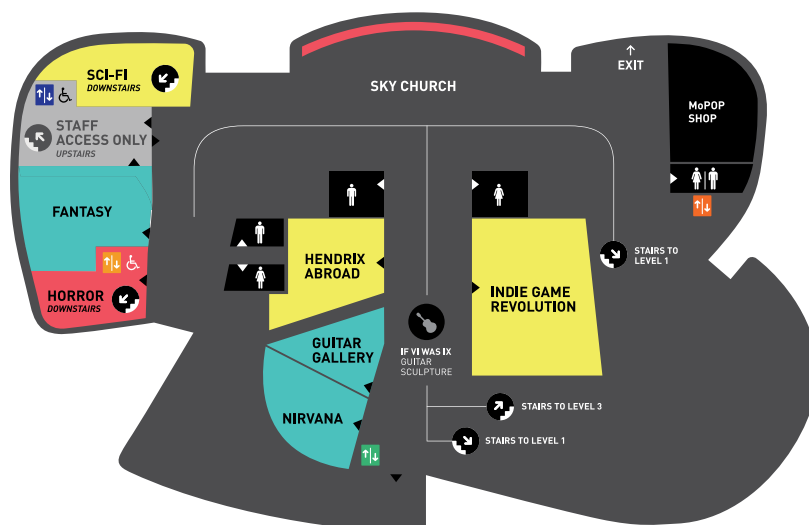 SCI-FI
DOWNSTAIRS
STAFF
ACCESS ONLY
UPSTAIRS
FANTASY
HORROR
DOWNSTAIRS
SKY CHURCH
EXIT
MoPOP
SHOP
HENDRIX
ABROAD
GUITAR
GALLERY
NIRVANA
IF VI WAS IX
GUITAR
SCULPTURE
INDIE GAME
REVOLUTION
STAIRS TO
LEVEL 1
STAIRS TO LEVEL 3
STAIRS TO LEVEL 1